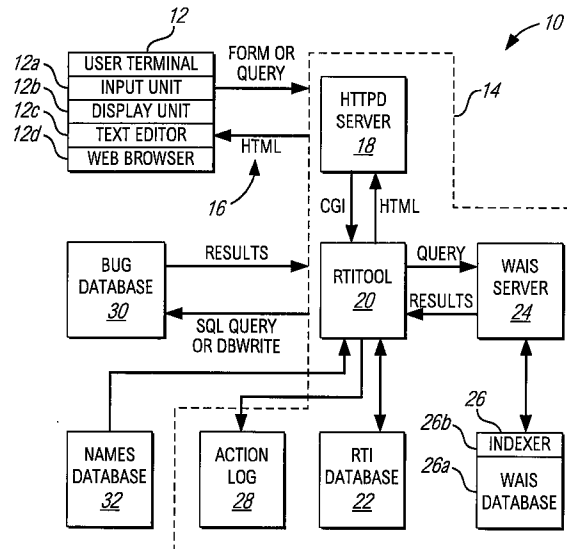 12
10
12a
USER TERMINAL
FORM OR
QUERY
12b
INPUT UNIT
12c
DISPLAY UNIT
12d
TEXT EDITOR
WEB BROWSER
HTML
16
HTTPD
SERVER
18
14
CGI
HTML
BUG
DATABASE
30
RESULTS
SQL QUERY
OR DBWRITE
RTITOOL
20
QUERY
RESULTS
WAIS
SERVER
24
NAMES
DATABASE
32
ACTION
LOG
28
RTI
DATABASE
22
26
26b
INDEXER
26a
WAIS
DATABASE